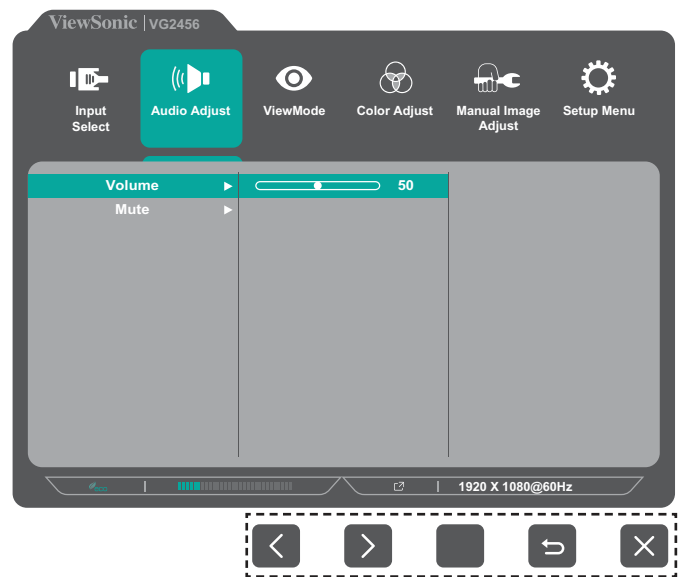 ViewSonic | VG2456
Input
Select
Audio Adjust
ViewMode
Color Adjust
Manual Image
Adjust
Setup Menu
Volume
50
Mute
ECO
1920 X 1080@60Hz